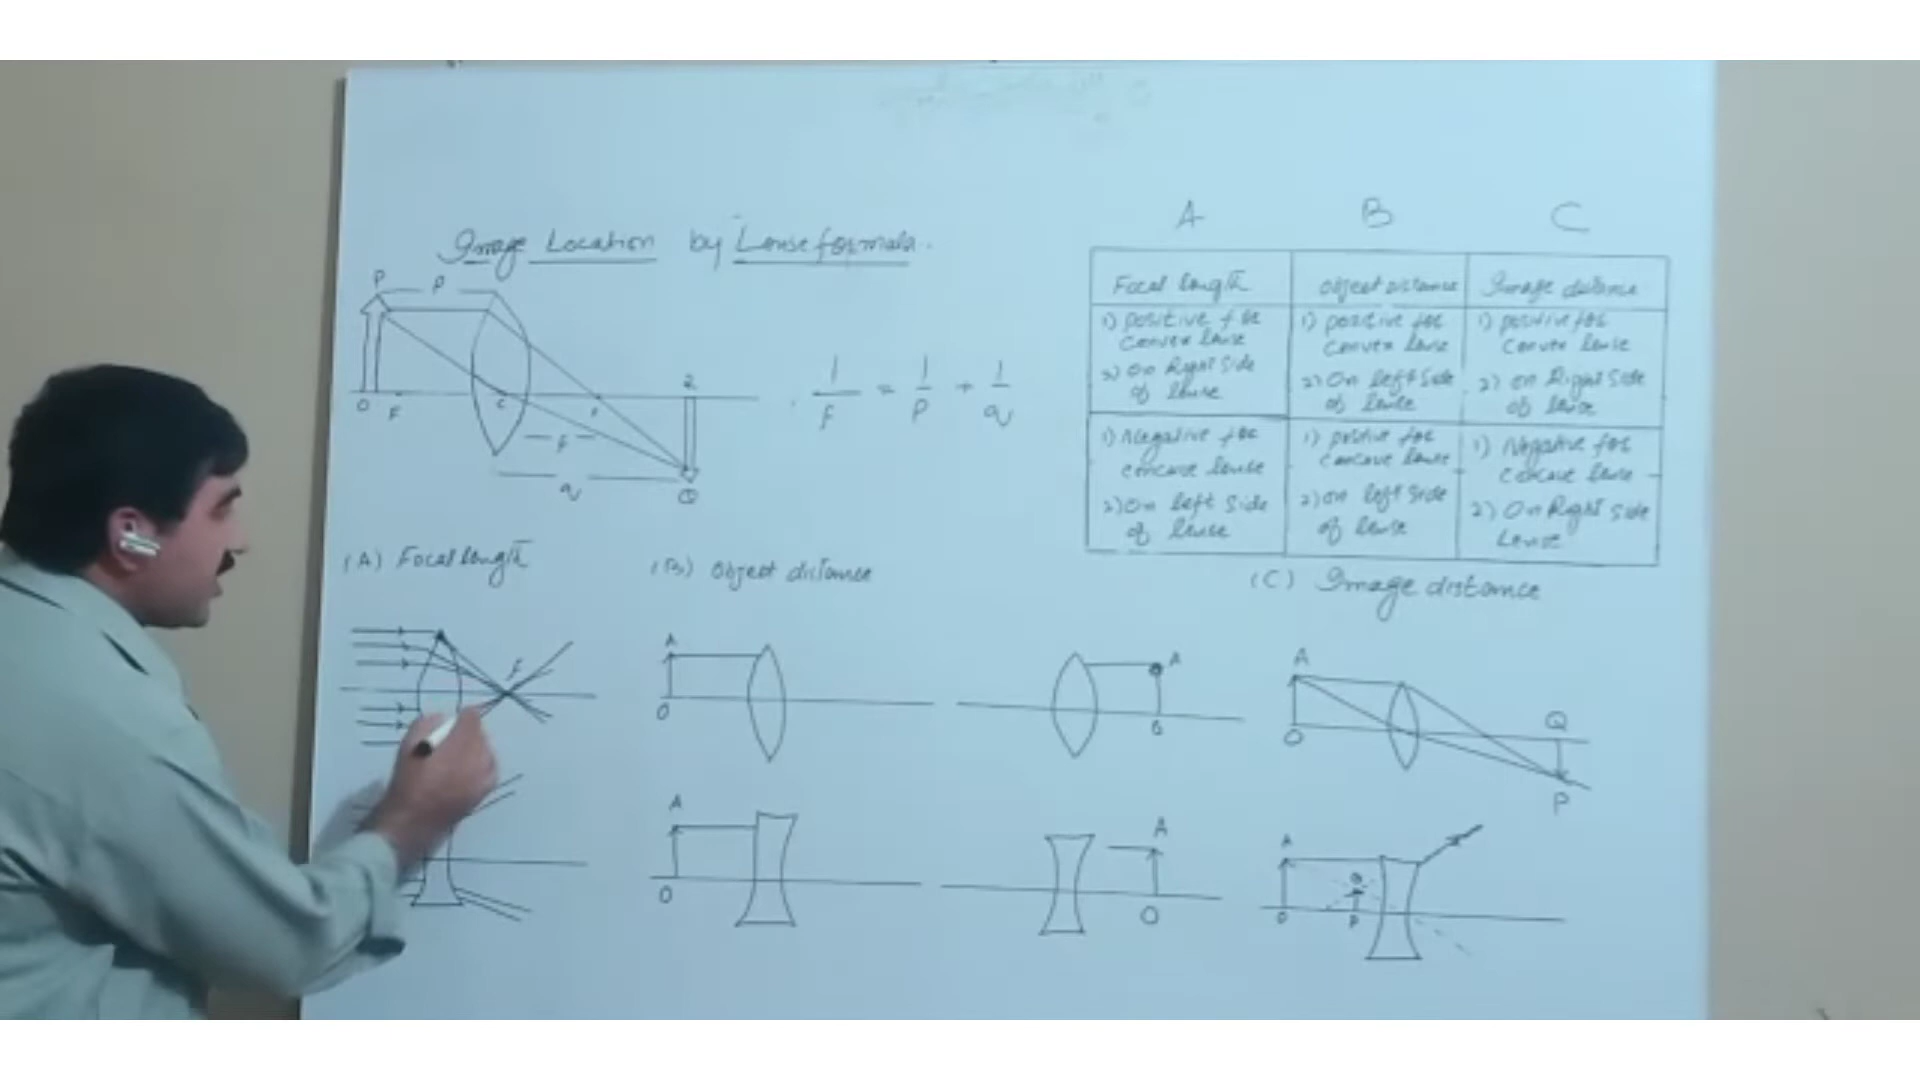 Image Location by Lense formula.
A B C
Focal length
1) positive for
convex lense
2) On Right side
of lense
1) Negative for
concave lense
2) On left side
of lense
object distance
1) positive for
convex lense
2) On left side
of lense
1) positive for
concave lense
2) on left side
of lense
Image distance
1) positive for
convex lense
2) on Right side
of lense
1) Negative for
concave lense
2) On Right side
Lense
P
P
O F C F
f
q
Q
1/F = 1/P + 1/q
(A) Focal length
(B) Object distance
(C) Image distance
F
A
O
A
A
O
Q
P
A
O
A
O
A
O
P